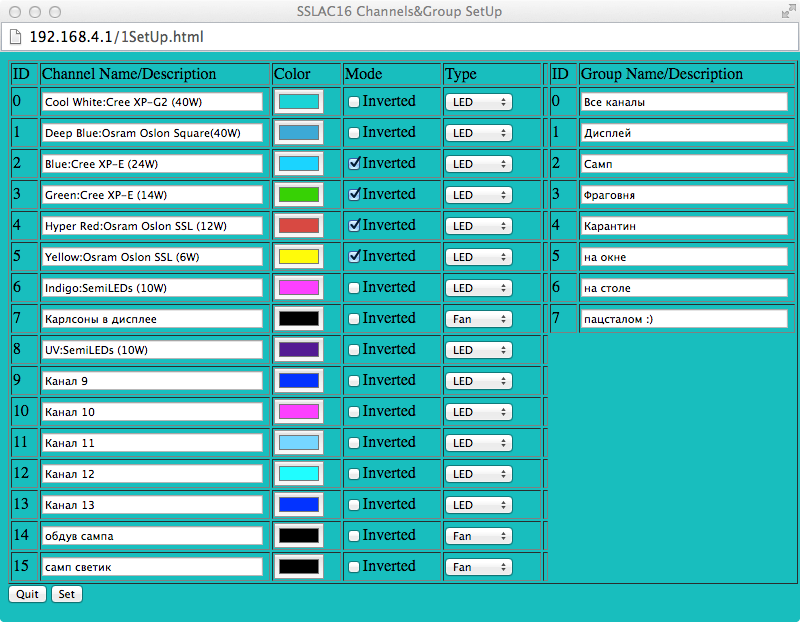 SSLAC16 Channels&Group SetUp
192.168.4.1/1SetUp.html
ID Channel Name/Description Color Mode Type ID Group Name/Description
0 Cool White:Cree XP-G2 (40W) Inverted LED 0 Все каналы
1 Deep Blue:Osram Oslon Square(40W) Inverted LED 1 Дисплей
2 Blue:Cree XP-E (24W) Inverted LED 2 Самп
3 Green:Cree XP-E (14W) Inverted LED 3 Фраговня
4 Hyper Red:Osram Oslon SSL (12W) Inverted LED 4 Карантин
5 Yellow:Osram Oslon SSL (6W) Inverted LED 5 на окне
6 Indigo:SemiLEDs (10W) Inverted LED 6 на столе
7 Карлсоны в дисплее Inverted Fan 7 пацсталом :)
8 UV:SemiLEDs (10W) Inverted LED
9 Канал 9 Inverted LED
10 Канал 10 Inverted LED
11 Канал 11 Inverted LED
12 Канал 12 Inverted LED
13 Канал 13 Inverted LED
14 обдув сампа Inverted Fan
15 самп светик Inverted Fan
Quit Set